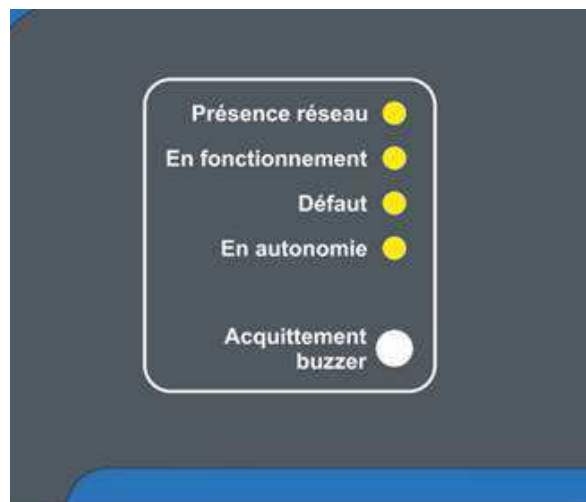 Présence réseau
En fonctionnement
Défaut
En autonomie
Acquittement
buzzer